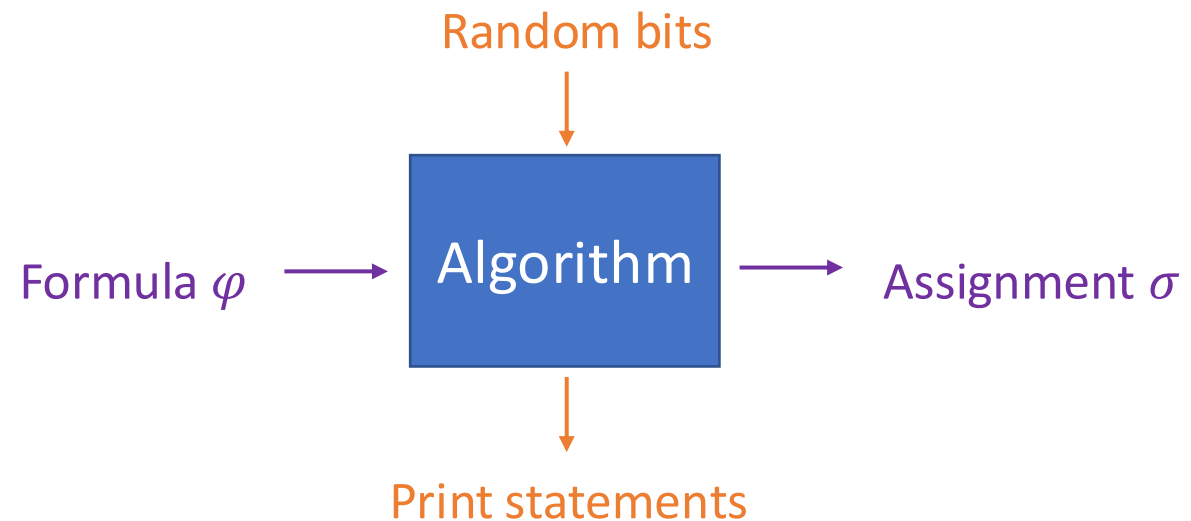 Random bits
Formula φ
Algorithm
Assignment σ
Print statements